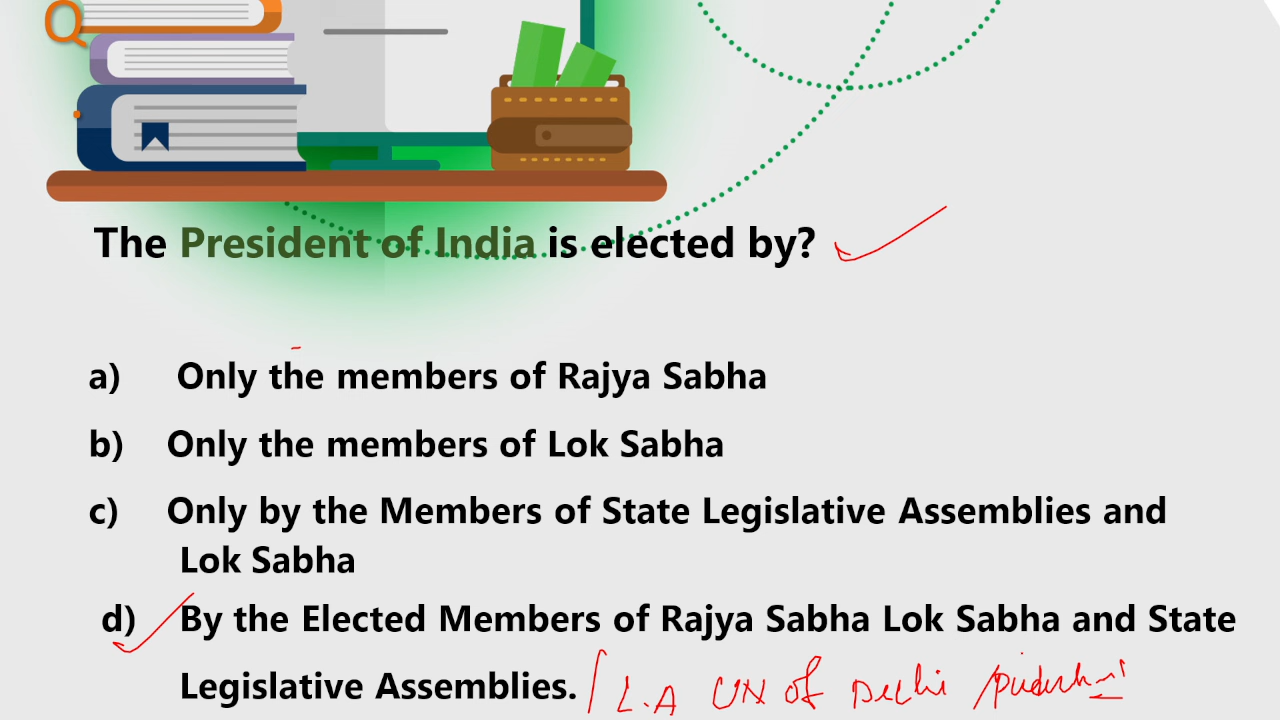 Q
The President of India is elected by?
a) Only the members of Rajya Sabha
b) Only the members of Lok Sabha
c) Only by the Members of State Legislative Assemblies and
Lok Sabha
d) By the Elected Members of Rajya Sabha Lok Sabha and State
Legislative Assemblies. / L.A of Delhi